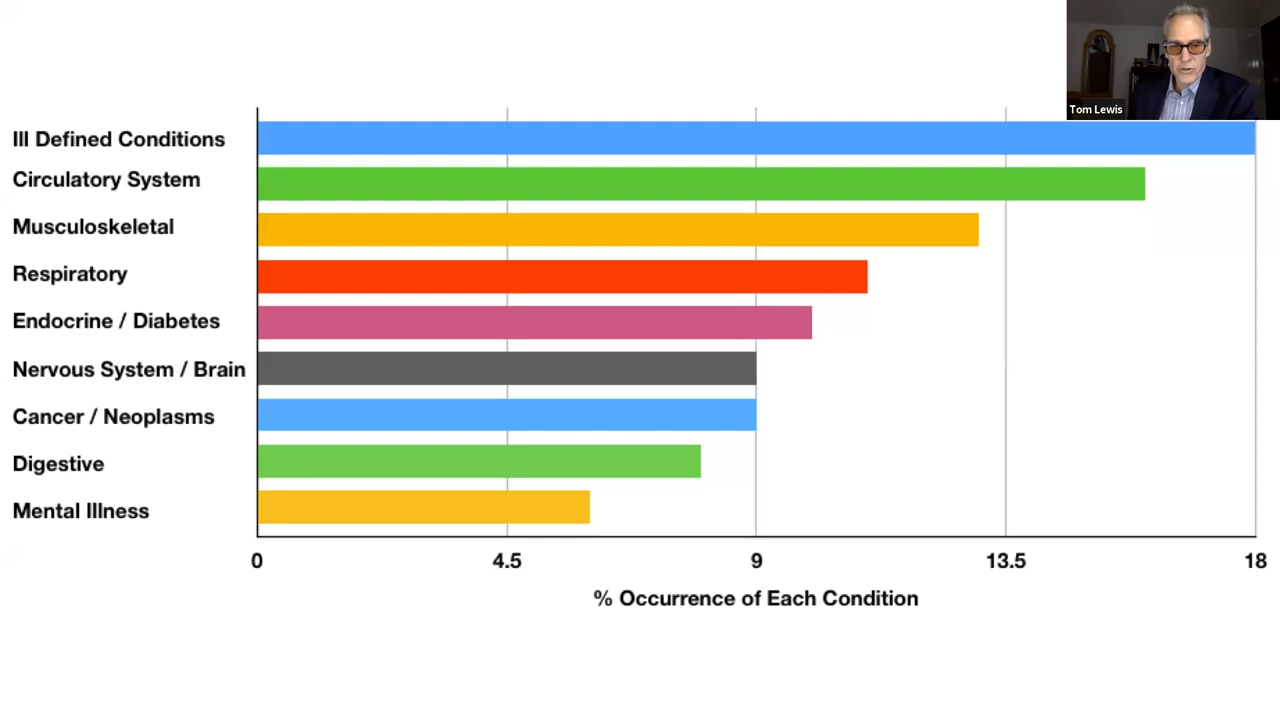 Tom Lewis
Ill Defined Conditions
Circulatory System
Musculoskeletal
Respiratory
Endocrine / Diabetes
Nervous System / Brain
Cancer / Neoplasms
Digestive
Mental Illness
0 4.5 9 13.5 18
% Occurrence of Each Condition